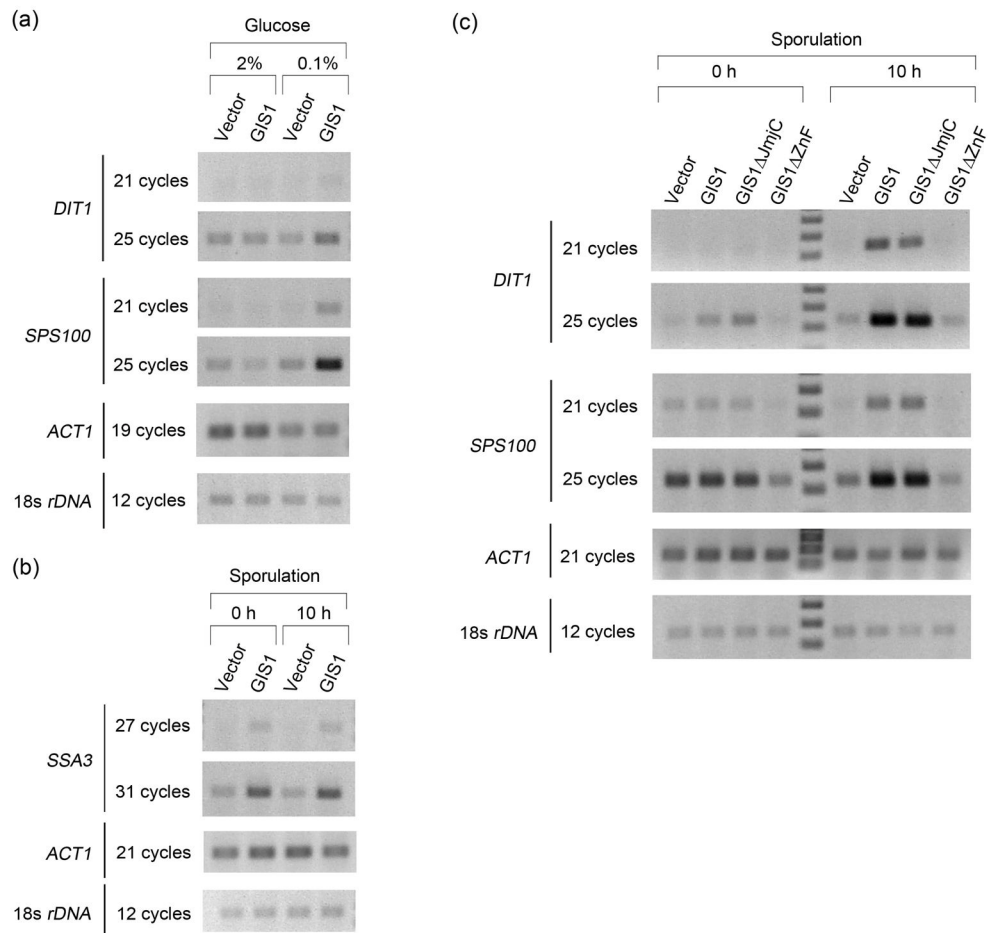 (a)
Glucose
2% 0.1%
Vector GIS1 Vector GIS1
DIT1
21 cycles
25 cycles
SPS100
21 cycles
25 cycles
ACT1 19 cycles
18s rDNA 12 cycles
(b)
Sporulation
0 h 10 h
Vector GIS1 Vector GIS1
SSA3
27 cycles
31 cycles
ACT1 21 cycles
18s rDNA 12 cycles
(c)
Sporulation
0 h 10 h
Vector GIS1 GIS1ΔJmjC GIS1ΔZnF Vector GIS1 GIS1ΔJmjC GIS1ΔZnF
DIT1
21 cycles
25 cycles
SPS100
21 cycles
25 cycles
ACT1 21 cycles
18s rDNA 12 cycles